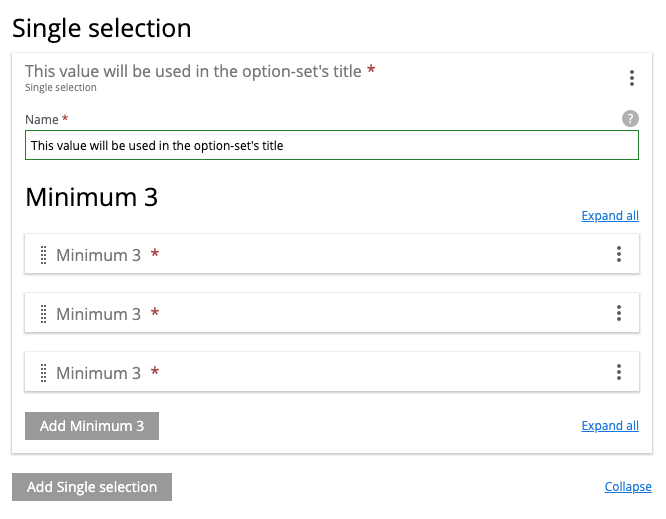 Single selection
This value will be used in the option-set's title *
Single selection
Name *
?
This value will be used in the option-set's title
Minimum 3
Expand all
Minimum 3 *
Minimum 3 *
Minimum 3 *
Add Minimum 3
Expand all
Add Single selection
Collapse